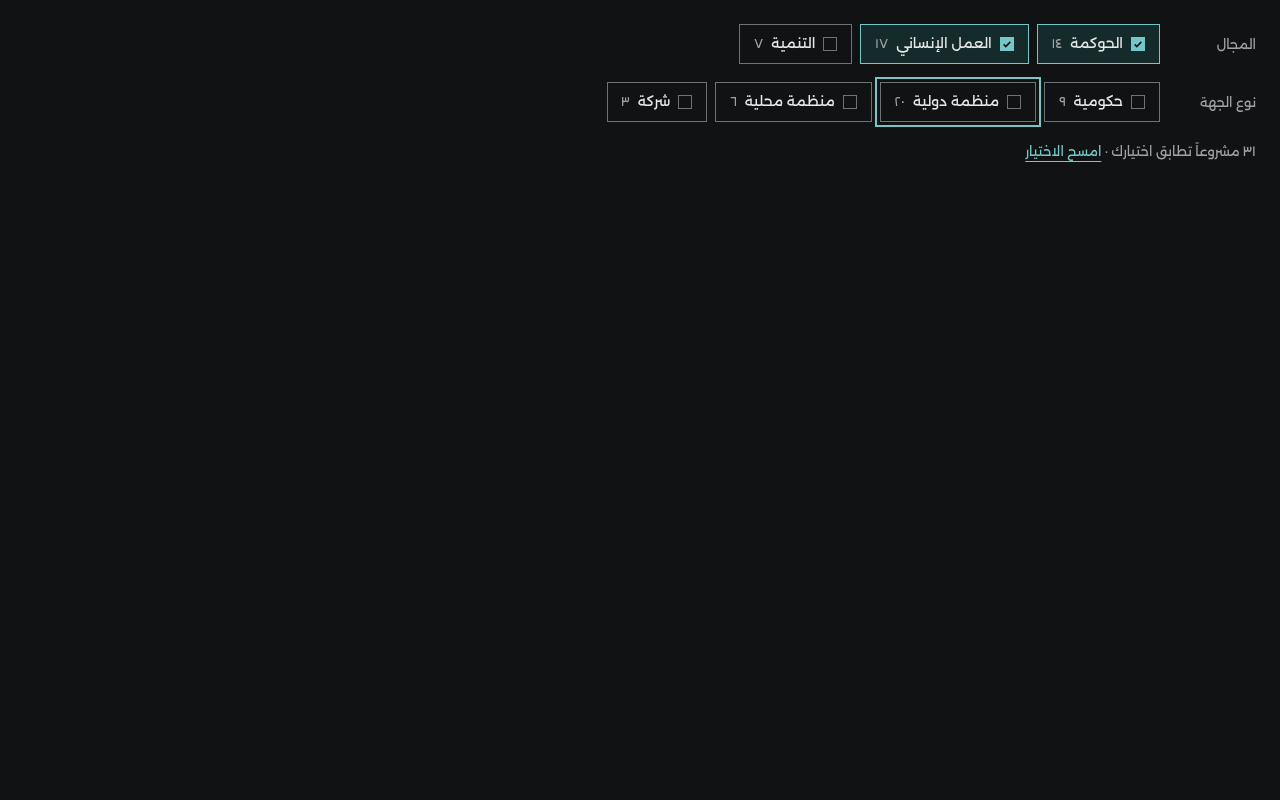 المجال الحوكمة ١٤ العمل الإنساني ١٧ التنمية ٧
نوع الجهة حكومية ٩ منظمة دولية ٢٠ منظمة محلية ٦ شركة ٣
٣١ مشروعاً تطابق اختيارك · امسح الاختيار